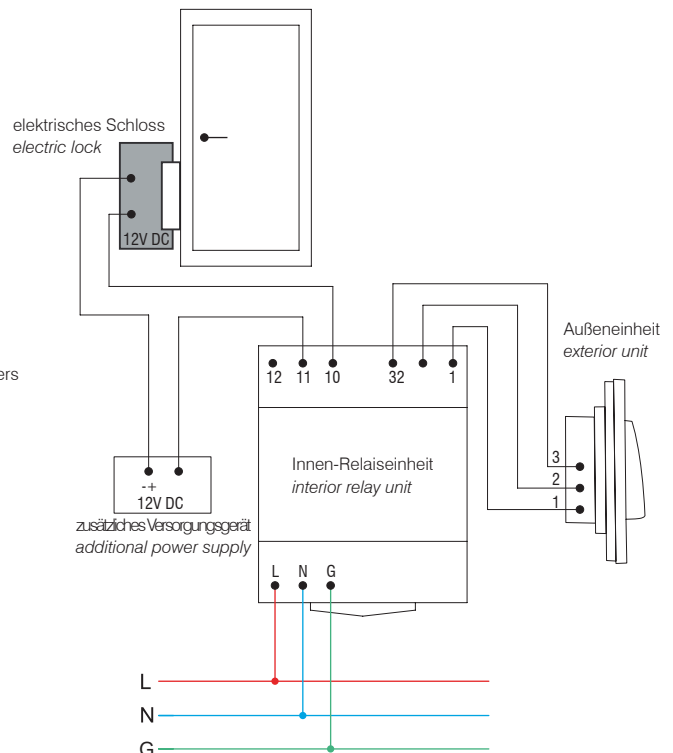 elektrisches Schloss
electric lock
12V DC
Außeneinheit
exterior unit
ers
12 11 10 32 1
Innen-Relaiseinheit
interior relay unit
3
2
1
-+
12V DC
zusätzliches Versorgungsgerät
additional power supply
L N G
L
N
G